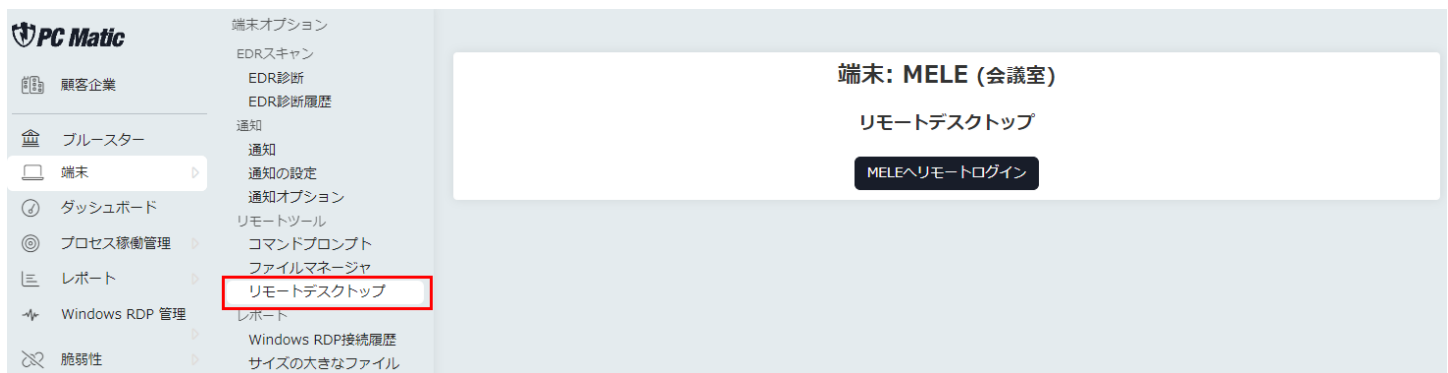 PC Matic
顧客企業
ブルースター
端末
ダッシュボード
プロセス稼働管理
レポート
Windows RDP 管理
脆弱性
端末オプション
EDRスキャン
EDR診断
EDR診断履歴
通知
通知
通知の設定
通知オプション
リモートツール
コマンドプロンプト
ファイルマネージャ
リモートデスクトップ
レポート
Windows RDP接続履歴
サイズの大きなファイル
端末: MELE (会議室)
リモートデスクトップ
MELEへリモートログイン